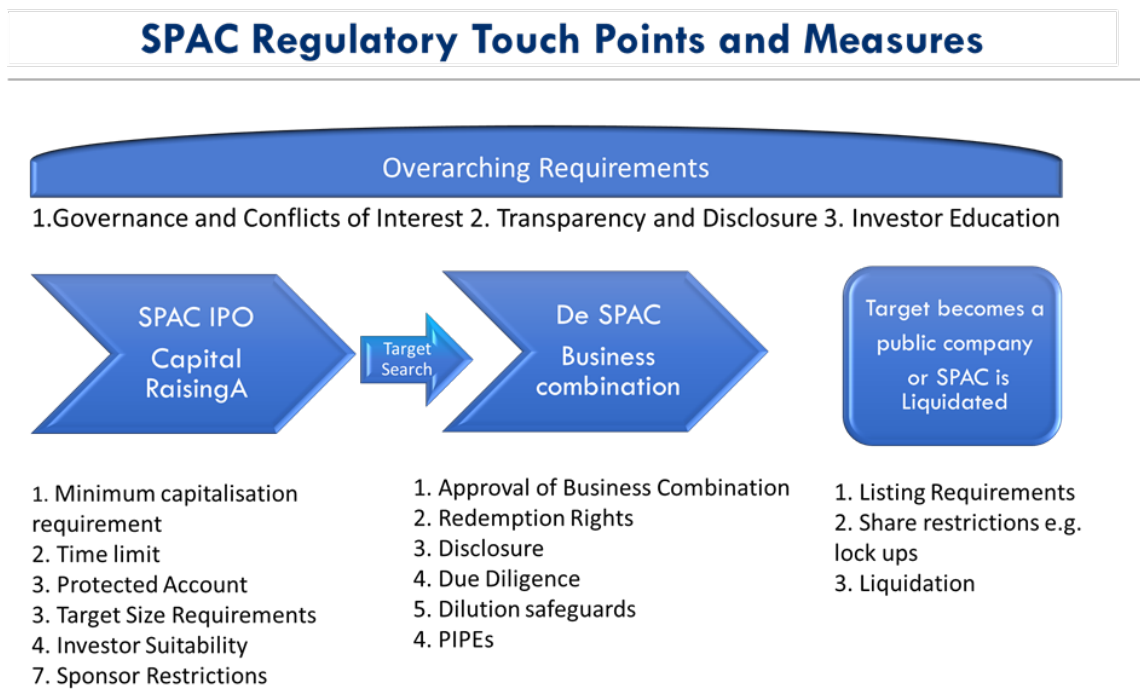 SPAC Regulatory Touch Points and Measures
Overarching Requirements
1.Governance and Conflicts of Interest 2. Transparency and Disclosure 3. Investor Education
SPAC IPO
Capital
RaisingA
Target
Search
De SPAC
Business
combination
Target becomes a
public company
or SPAC is
Liquidated
1. Minimum capitalisation
requirement
2. Time limit
3. Protected Account
3. Target Size Requirements
4. Investor Suitability
7. Sponsor Restrictions
1. Approval of Business Combination
2. Redemption Rights
3. Disclosure
4. Due Diligence
5. Dilution safeguards
4. PIPEs
1. Listing Requirements
2. Share restrictions e.g.
lock ups
3. Liquidation